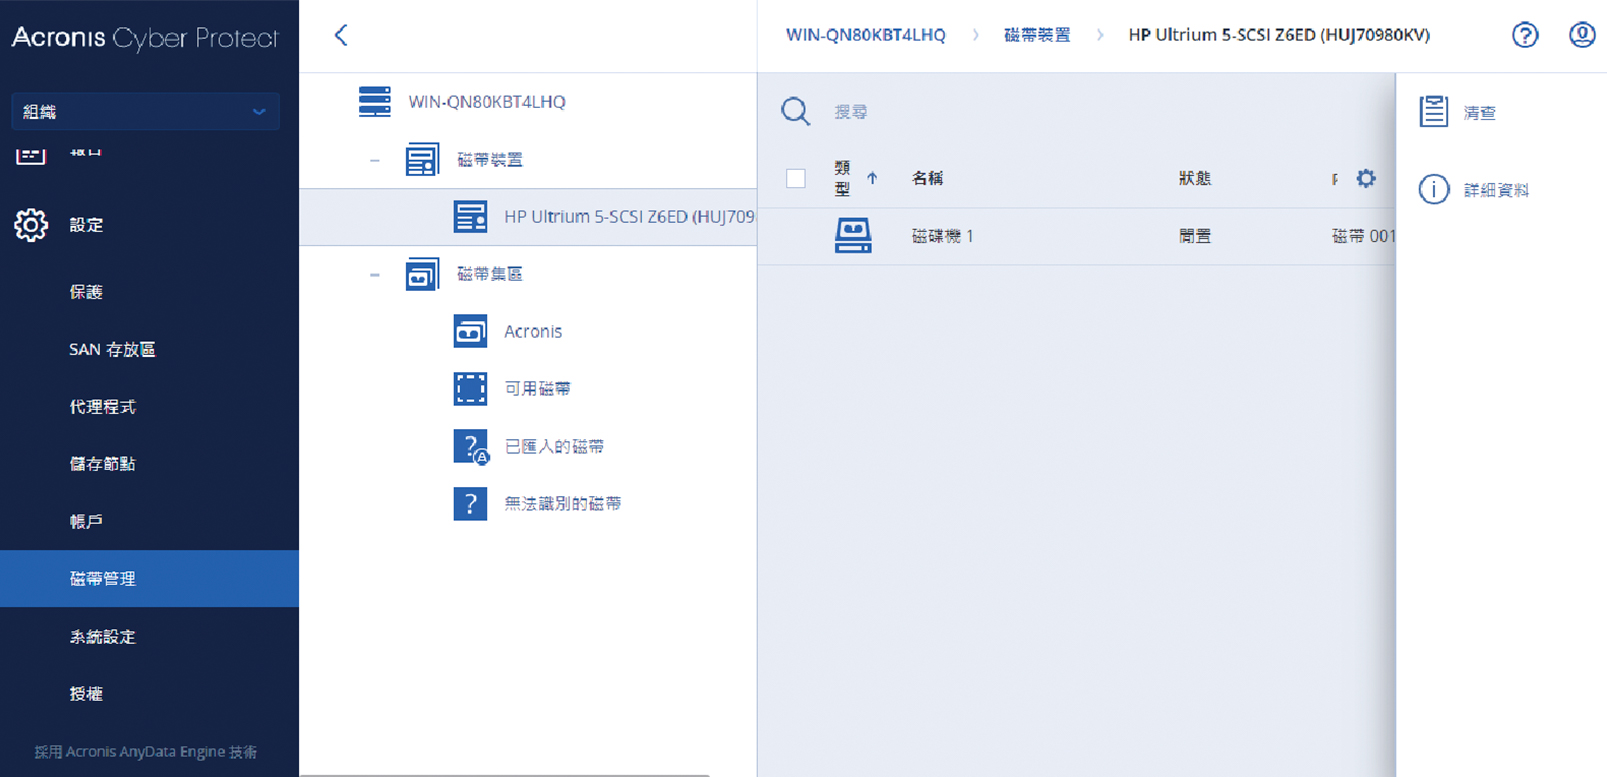 Acronis Cyber Protect
組織
設定
保護
SAN 存放區
代理程式
儲存節點
帳戶
磁帶管理
系統設定
授權
採用 Acronis AnyData Engine 技術
WIN-QN80KBT4LHQ
磁帶裝置
HP Ultrium 5-SCSI Z6ED (HUJ709
磁帶集區
Acronis
可用磁帶
已匯入的磁帶
無法識別的磁帶
WIN-QN80KBT4LHQ > 磁帶裝置 > HP Ultrium 5-SCSI Z6ED (HUJ70980KV)
搜尋
類型 名稱 狀態
磁碟機 1 閒置 磁帶 001
清查
詳細資料